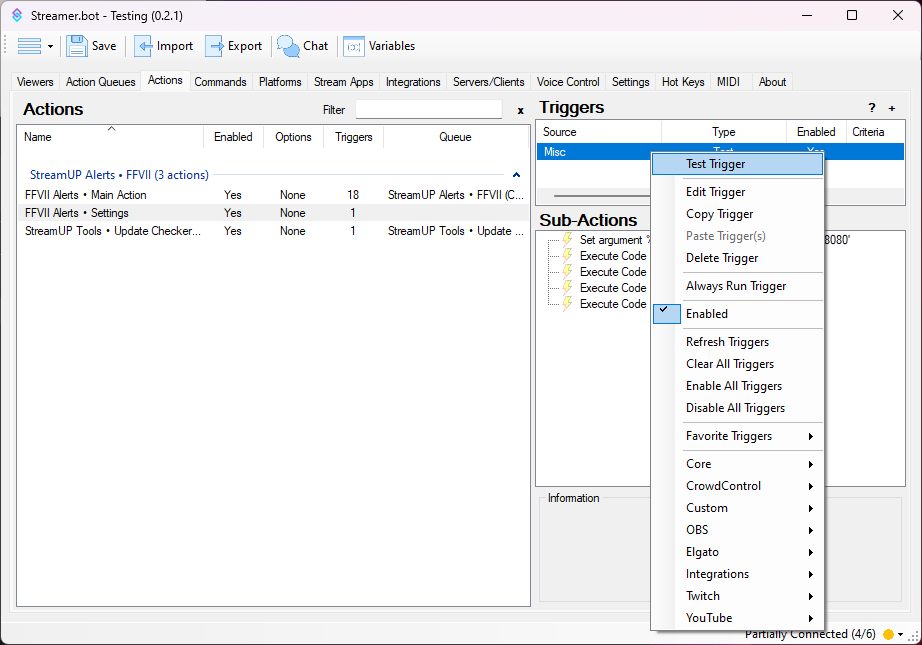 Streamer.bot - Testing (0.2.1)
Save Import Export Chat Variables
Viewers Action Queues Actions Commands Platforms Stream Apps Integrations Servers/Clients Voice Control Settings Hot Keys MIDI About
Actions Filter x
Name Enabled Options Triggers Queue
StreamUP Alerts • FFVII (3 actions)
FFVII Alerts • Main Action Yes None 18 StreamUP Alerts • FFVII (C...
FFVII Alerts • Settings Yes None 1
StreamUP Tools • Update Checker... Yes None 1 StreamUP Tools • Update ...
Triggers ? +
Source Type Enabled Criteria
Misc Test Yes
Sub-Actions
Set argument '% 8080'
Execute Code
Execute Code
Execute Code
Execute Code
Information
Test Trigger
Edit Trigger
Copy Trigger
Paste Trigger(s)
Delete Trigger
Always Run Trigger
Enabled
Refresh Triggers
Clear All Triggers
Enable All Triggers
Disable All Triggers
Favorite Triggers
Core
CrowdControl
Custom
OBS
Elgato
Integrations
Twitch
YouTube
Partially Connected (4/6)